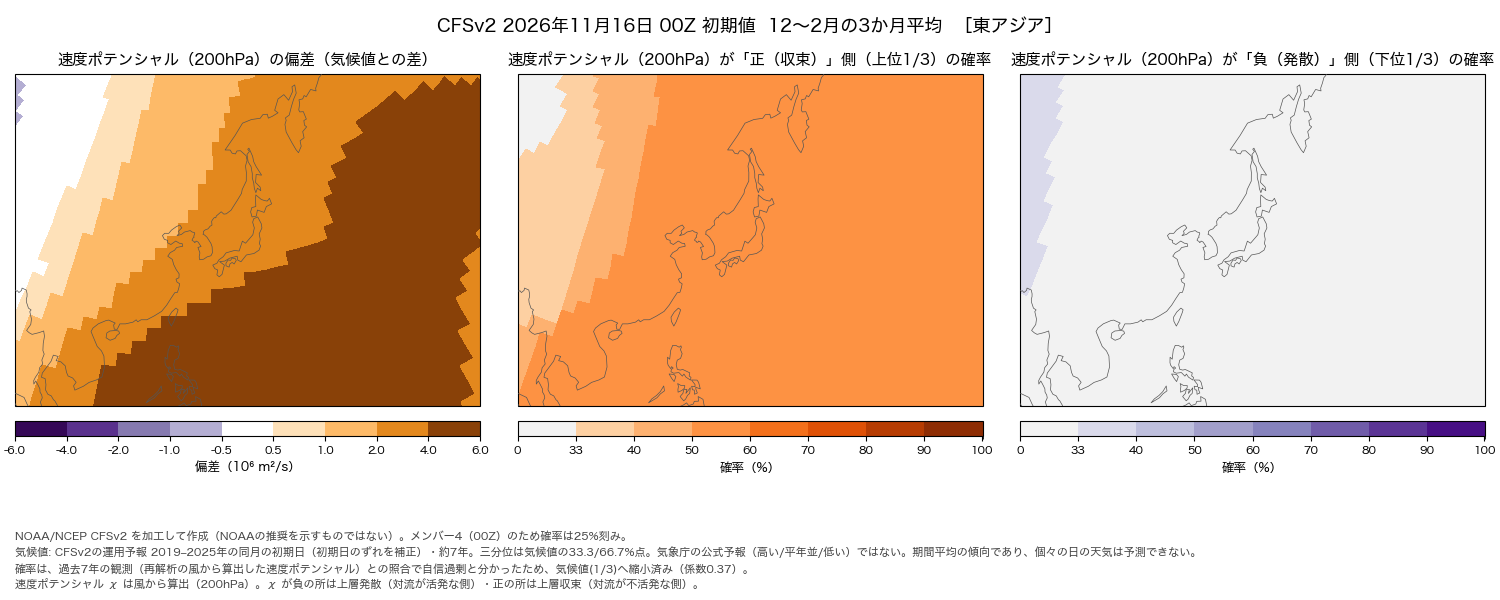 CFSv2 2026年11月16日 00Z 初期値 12～2月の3か月平均 ［東アジア］
速度ポテンシャル（200hPa）の偏差（気候値との差）
速度ポテンシャル（200hPa）が「正（収束）」側（上位1/3）の確率
速度ポテンシャル（200hPa）が「負（発散）」側（下位1/3）の確率
-6.0 -4.0 -2.0 -1.0 -0.5 0.5 1.0 2.0 4.0 6.0
偏差（10⁶ m²/s）
0 33 40 50 60 70 80 90 100
確率（%）
0 33 40 50 60 70 80 90 100
確率（%）
NOAA/NCEP CFSv2 を加工して作成（NOAAの推奨を示すものではない）。メンバー4（00Z）のため確率は25%刻み。
気候値: CFSv2の運用予報 2019–2025年の同月の初期日（初期日のずれを補正）・約7年。三分位は気候値の33.3/66.7%点。気象庁の公式予報（高い/平年並/低い）ではない。期間平均の傾向であり、個々の日の天気は予測できない。
確率は、過去7年の観測（再解析の風から算出した速度ポテンシャル）との照合で自信過剰と分かったため、気候値(1/3)へ縮小済み（係数0.37）。
速度ポテンシャル χ は風から算出（200hPa）。χ が負の所は上層発散（対流が活発な側）・正の所は上層収束（対流が不活発な側）。